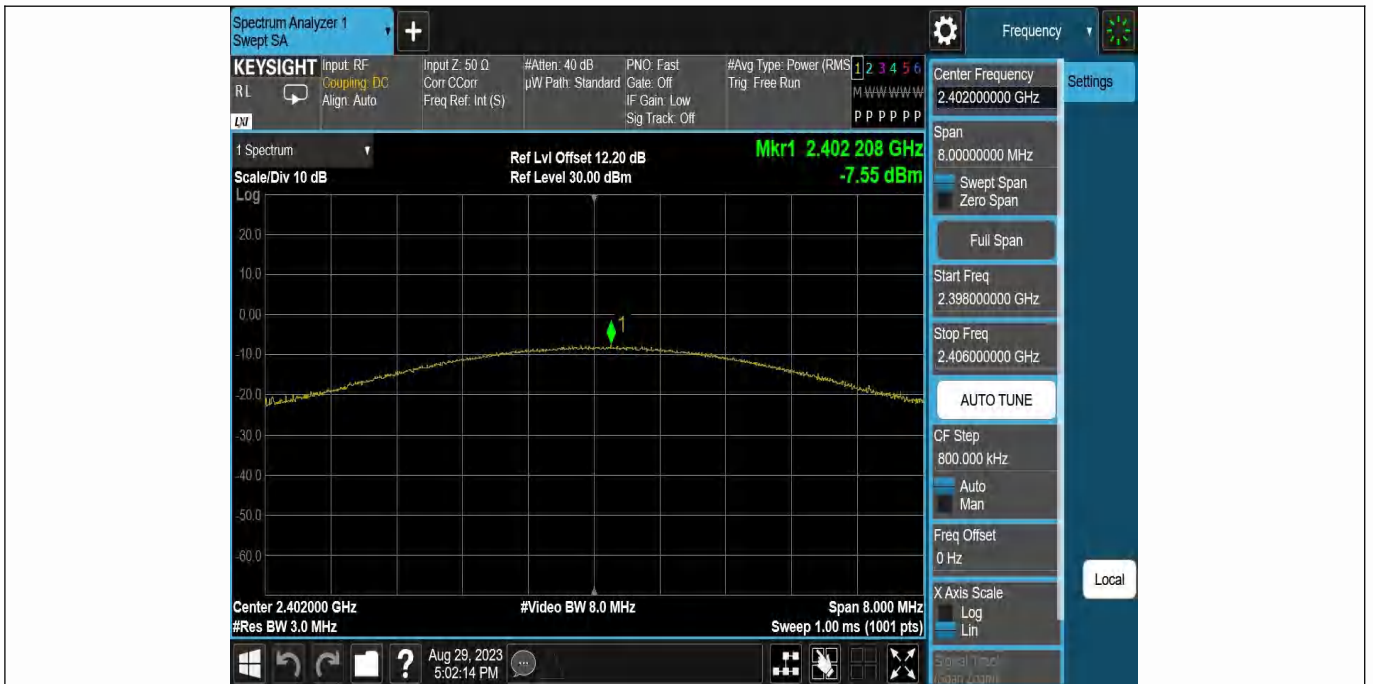 Spectrum Analyzer 1
Swept SA
+
Frequency
KEYSIGHT
RL
LXI
Input: RF
Coupling: DC
Align: Auto
Input Z: 50 Ω
Corr CCorr
Freq Ref: Int (S)
#Atten: 40 dB
µW Path: Standard
PNO: Fast
Gate: Off
IF Gain: Low
Sig Track: Off
#Avg Type: Power (RMS
Trig: Free Run
1 2 3 4 5 6
M W W W W W
P P P P P P
1 Spectrum
Scale/Div 10 dB
Log
Ref Lvl Offset 12.20 dB
Ref Level 30.00 dBm
Mkr1 2.402 208 GHz
-7.55 dBm
20.0
10.0
0.00
-10.0
-20.0
-30.0
-40.0
-50.0
-60.0
1
Center 2.402000 GHz
#Res BW 3.0 MHz
#Video BW 8.0 MHz
Span 8.000 MHz
Sweep 1.00 ms (1001 pts)
Aug 29, 2023
5:02:14 PM
?
Center Frequency
2.402000000 GHz
Settings
Span
8.00000000 MHz
Swept Span
Zero Span
Full Span
Start Freq
2.398000000 GHz
Stop Freq
2.406000000 GHz
AUTO TUNE
CF Step
800.000 kHz
Auto
Man
Freq Offset
0 Hz
X Axis Scale
Log
Lin
Local
Signal Track
(Span Zoom)